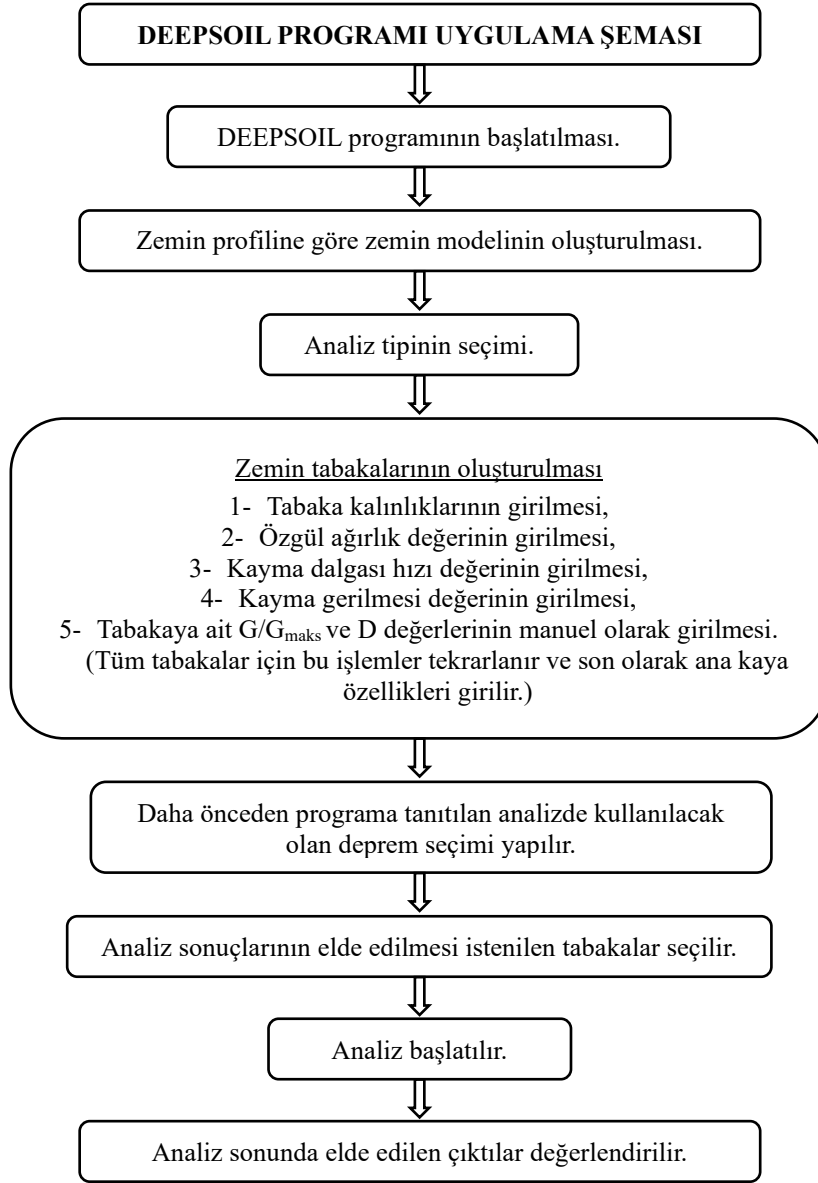 DEEPSOIL PROGRAMI UYGULAMA ŞEMASI
DEEPSOIL programının başlatılması.
Zemin profiline göre zemin modelinin oluşturulması.
Analiz tipinin seçimi.
Zemin tabakalarının oluşturulması
1- Tabaka kalınlıklarının girilmesi,
2- Özgül ağırlık değerinin girilmesi,
3- Kayma dalgası hızı değerinin girilmesi,
4- Kayma gerilmesi değerinin girilmesi,
5- Tabakaya ait G/Gmaks ve D değerlerinin manuel olarak girilmesi.
(Tüm tabakalar için bu işlemler tekrarlanır ve son olarak ana kaya
özellikleri girilir.)
Daha önceden programa tanıtılan analizde kullanılacak
olan deprem seçimi yapılır.
Analiz sonuçlarının elde edilmesi istenilen tabakalar seçilir.
Analiz başlatılır.
Analiz sonunda elde edilen çıktılar değerlendirilir.